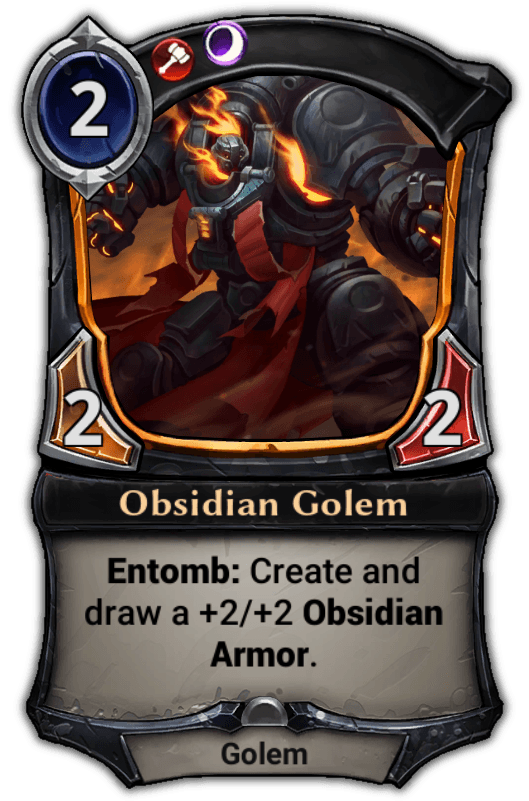 2
2
2
Obsidian Golem
Entomb: Create and
draw a +2/+2 Obsidian
Armor.
Golem